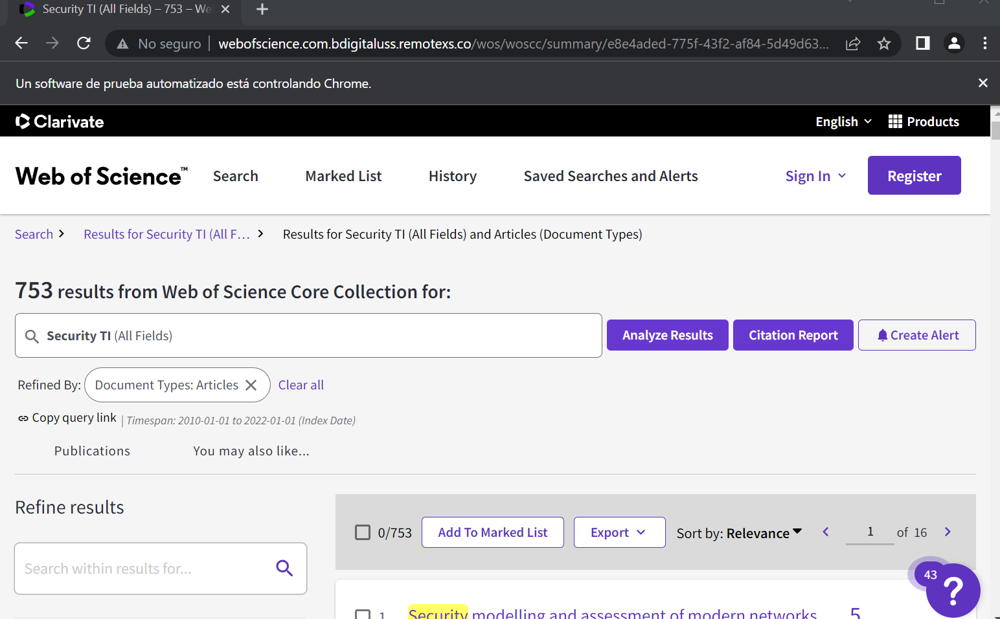 Security TI (All Fields) – 753 – We
No seguro | webofscience.com.bdigitaluss.remotexs.co/wos/woscc/summary/e8e4aded-775f-43f2-af84-5d49d63...
Un software de prueba automatizado está controlando Chrome.
Clarivate English Products
Web of Science™ Search Marked List History Saved Searches and Alerts Sign In Register
Search > Results for Security TI (All F... > Results for Security TI (All Fields) and Articles (Document Types)
753 results from Web of Science Core Collection for:
Security TI (All Fields) Analyze Results Citation Report Create Alert
Refined By: Document Types: Articles Clear all
Copy query link | Timespan: 2010-01-01 to 2022-01-01 (Index Date)
Publications You may also like...
Refine results
0/753 Add To Marked List Export Sort by: Relevance < 1 of 16 >
Search within results for...
43 ?
1 Security modelling and assessment of modern networks 5